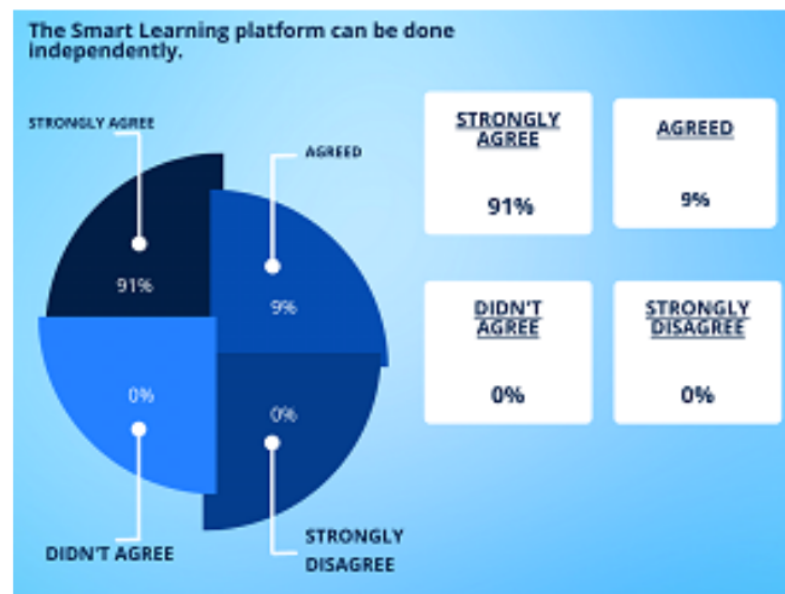 The Smart Learning platform can be done
independently.
STRONGLY AGREE
AGREED
91%
9%
0%
0%
DIDN'T AGREE
STRONGLY
DISAGREE
STRONGLY
AGREE
91%
AGREED
9%
DIDN'T
AGREE
0%
STRONGLY
DISAGREE
0%